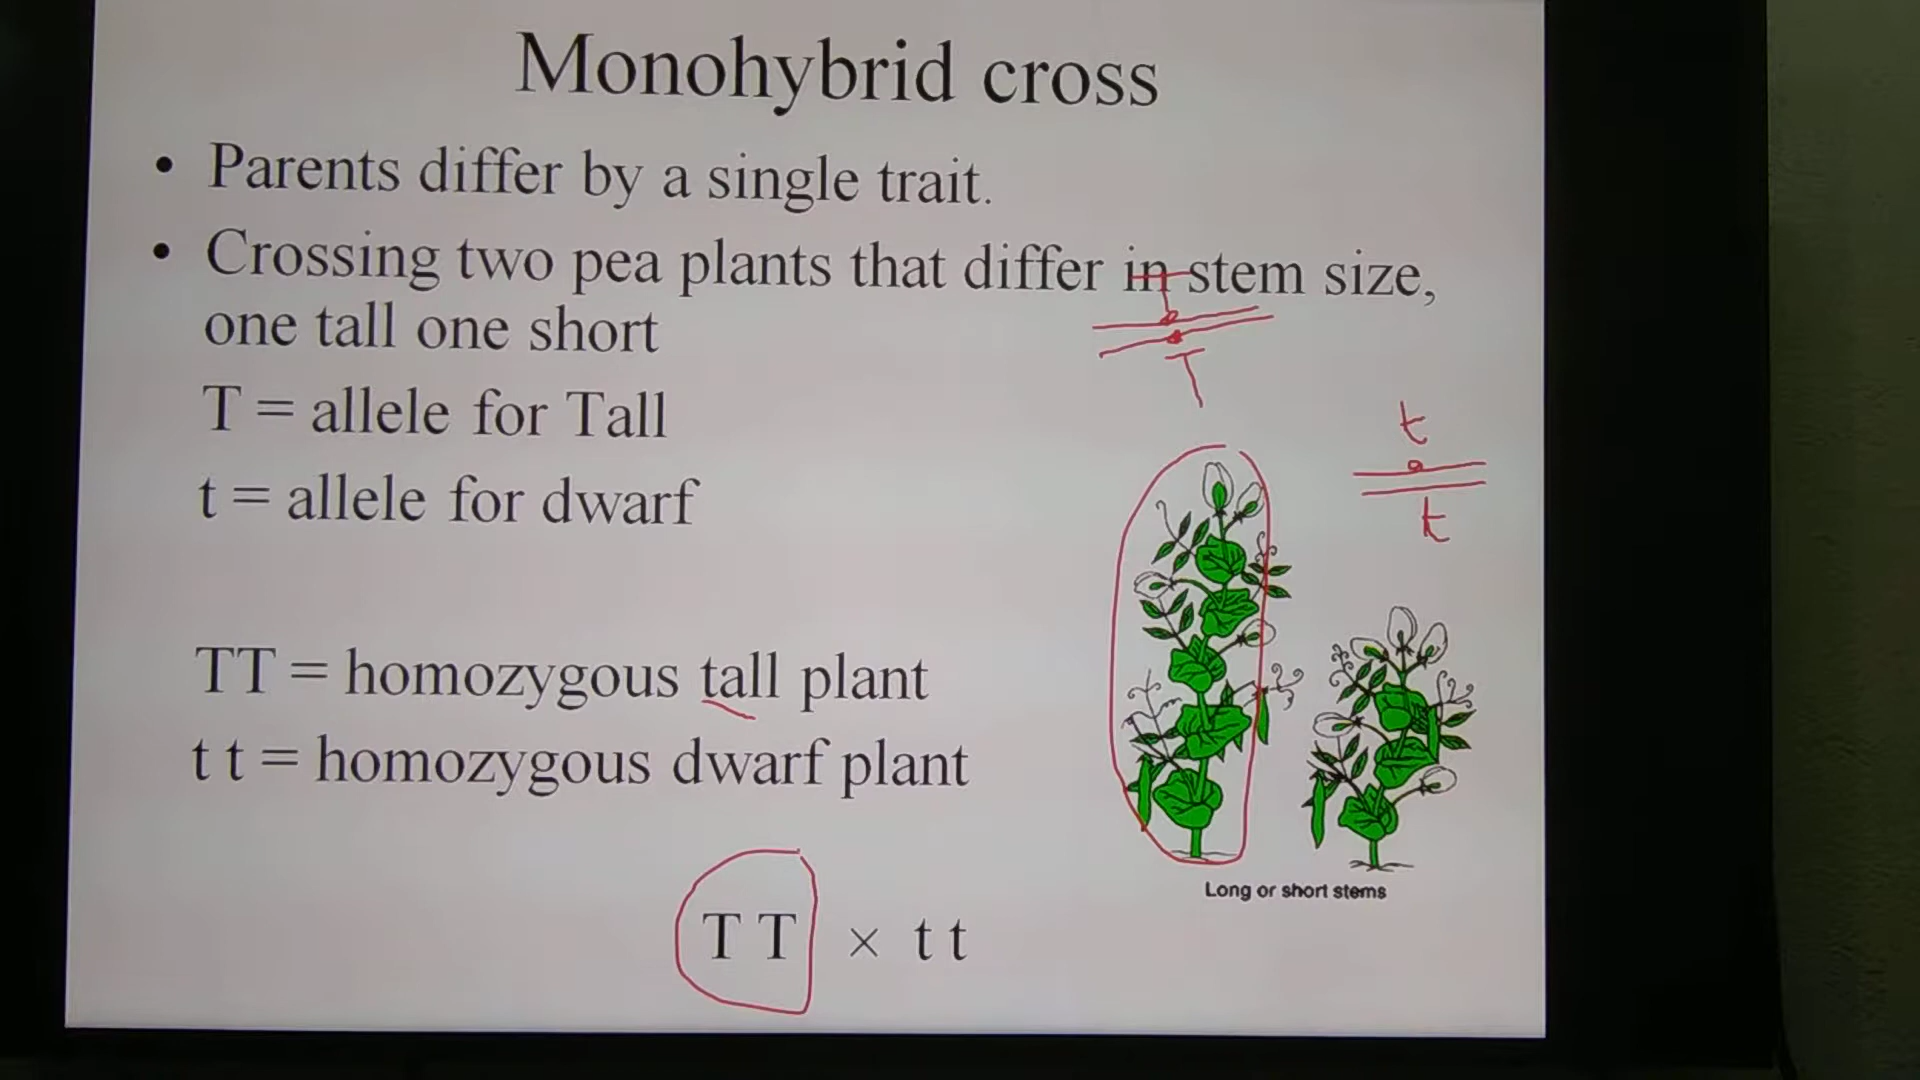 Monohybrid cross
• Parents differ by a single trait.
• Crossing two pea plants that differ in stem size,
one tall one short
T = allele for Tall
t = allele for dwarf
T
T
t
t
TT = homozygous tall plant
t t = homozygous dwarf plant
Long or short stems
T T × t t